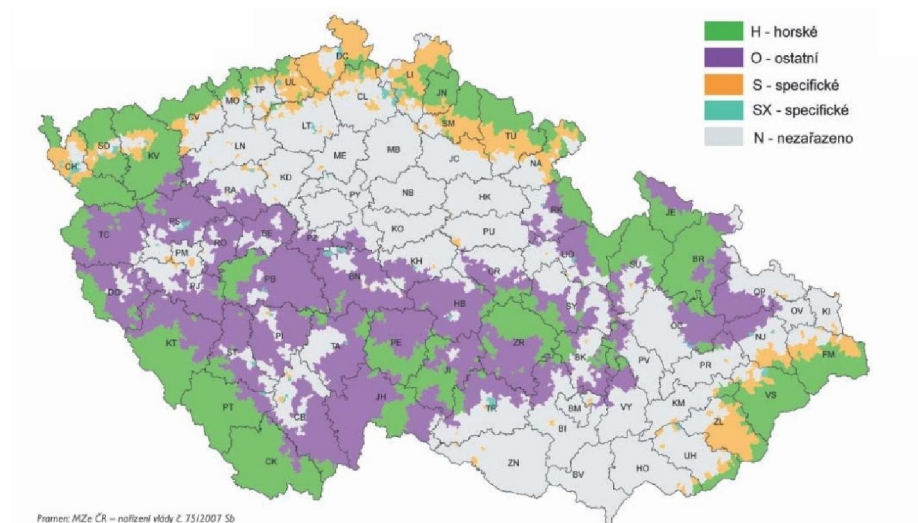 H - horské
O - ostatní
S - specifické
SX - specifické
N - nezařazeno
DC
LI
UL
TP
MO
CL
JN
CV
SM
TU
SO
LT
LN
ME
MB
JC
NA
CH
KV
KD
RA
PY
NB
HK
RK
JE
TC
PS
RO
BE
PZ
KO
PU
UO
SU
BR
PM
KH
CR
OP
OV
KI
DO
PJ
PB
BN
HB
SY
OC
NJ
FM
KT
PI
TA
PE
ZR
BK
PV
PR
VS
ST
JI
PT
CB
JH
TR
BM
VY
KM
ZL
BI
CK
ZN
BV
HO
UH
Pramen: MZe ČR – nařízení vlády č. 75/2007 Sb